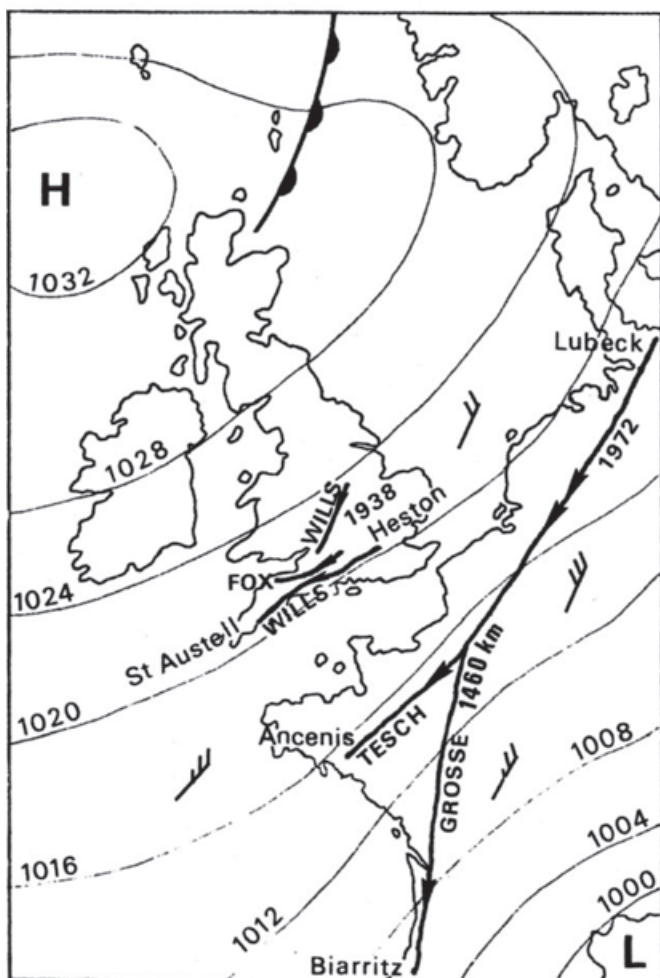 H
1032
Lubeck
1028
1972
WILLS
1938
Heston
FOX
WILLS
1024
St Austell
1020
1460 km
Ancenis
TESCH
GROSSE
1008
1016
1004
1012
1000
Biarritz
L